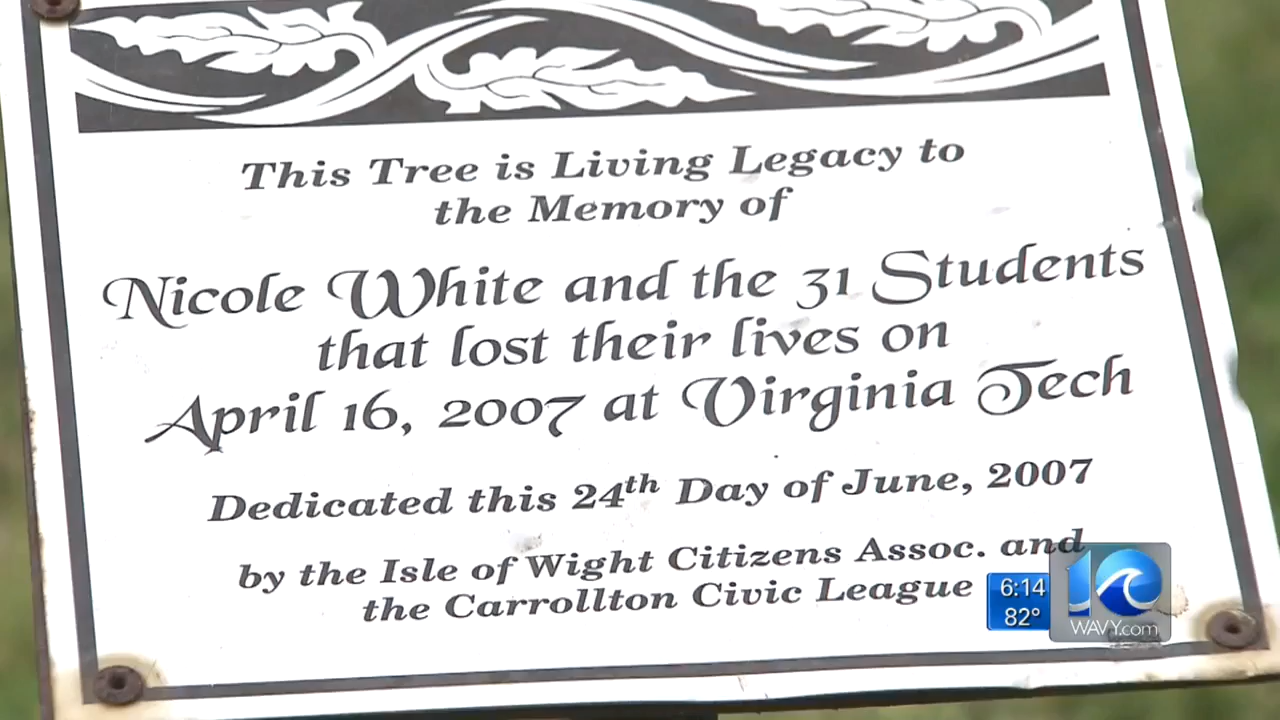 This Tree is Living Legacy to
the Memory of
Nicole White and the 31 Students
that lost their lives on
April 16, 2007 at Virginia Tech
Dedicated this 24th Day of June, 2007
by the Isle of Wight Citizens Assoc. and
the Carrollton Civic League
6:14
82°
10
WAVY.com